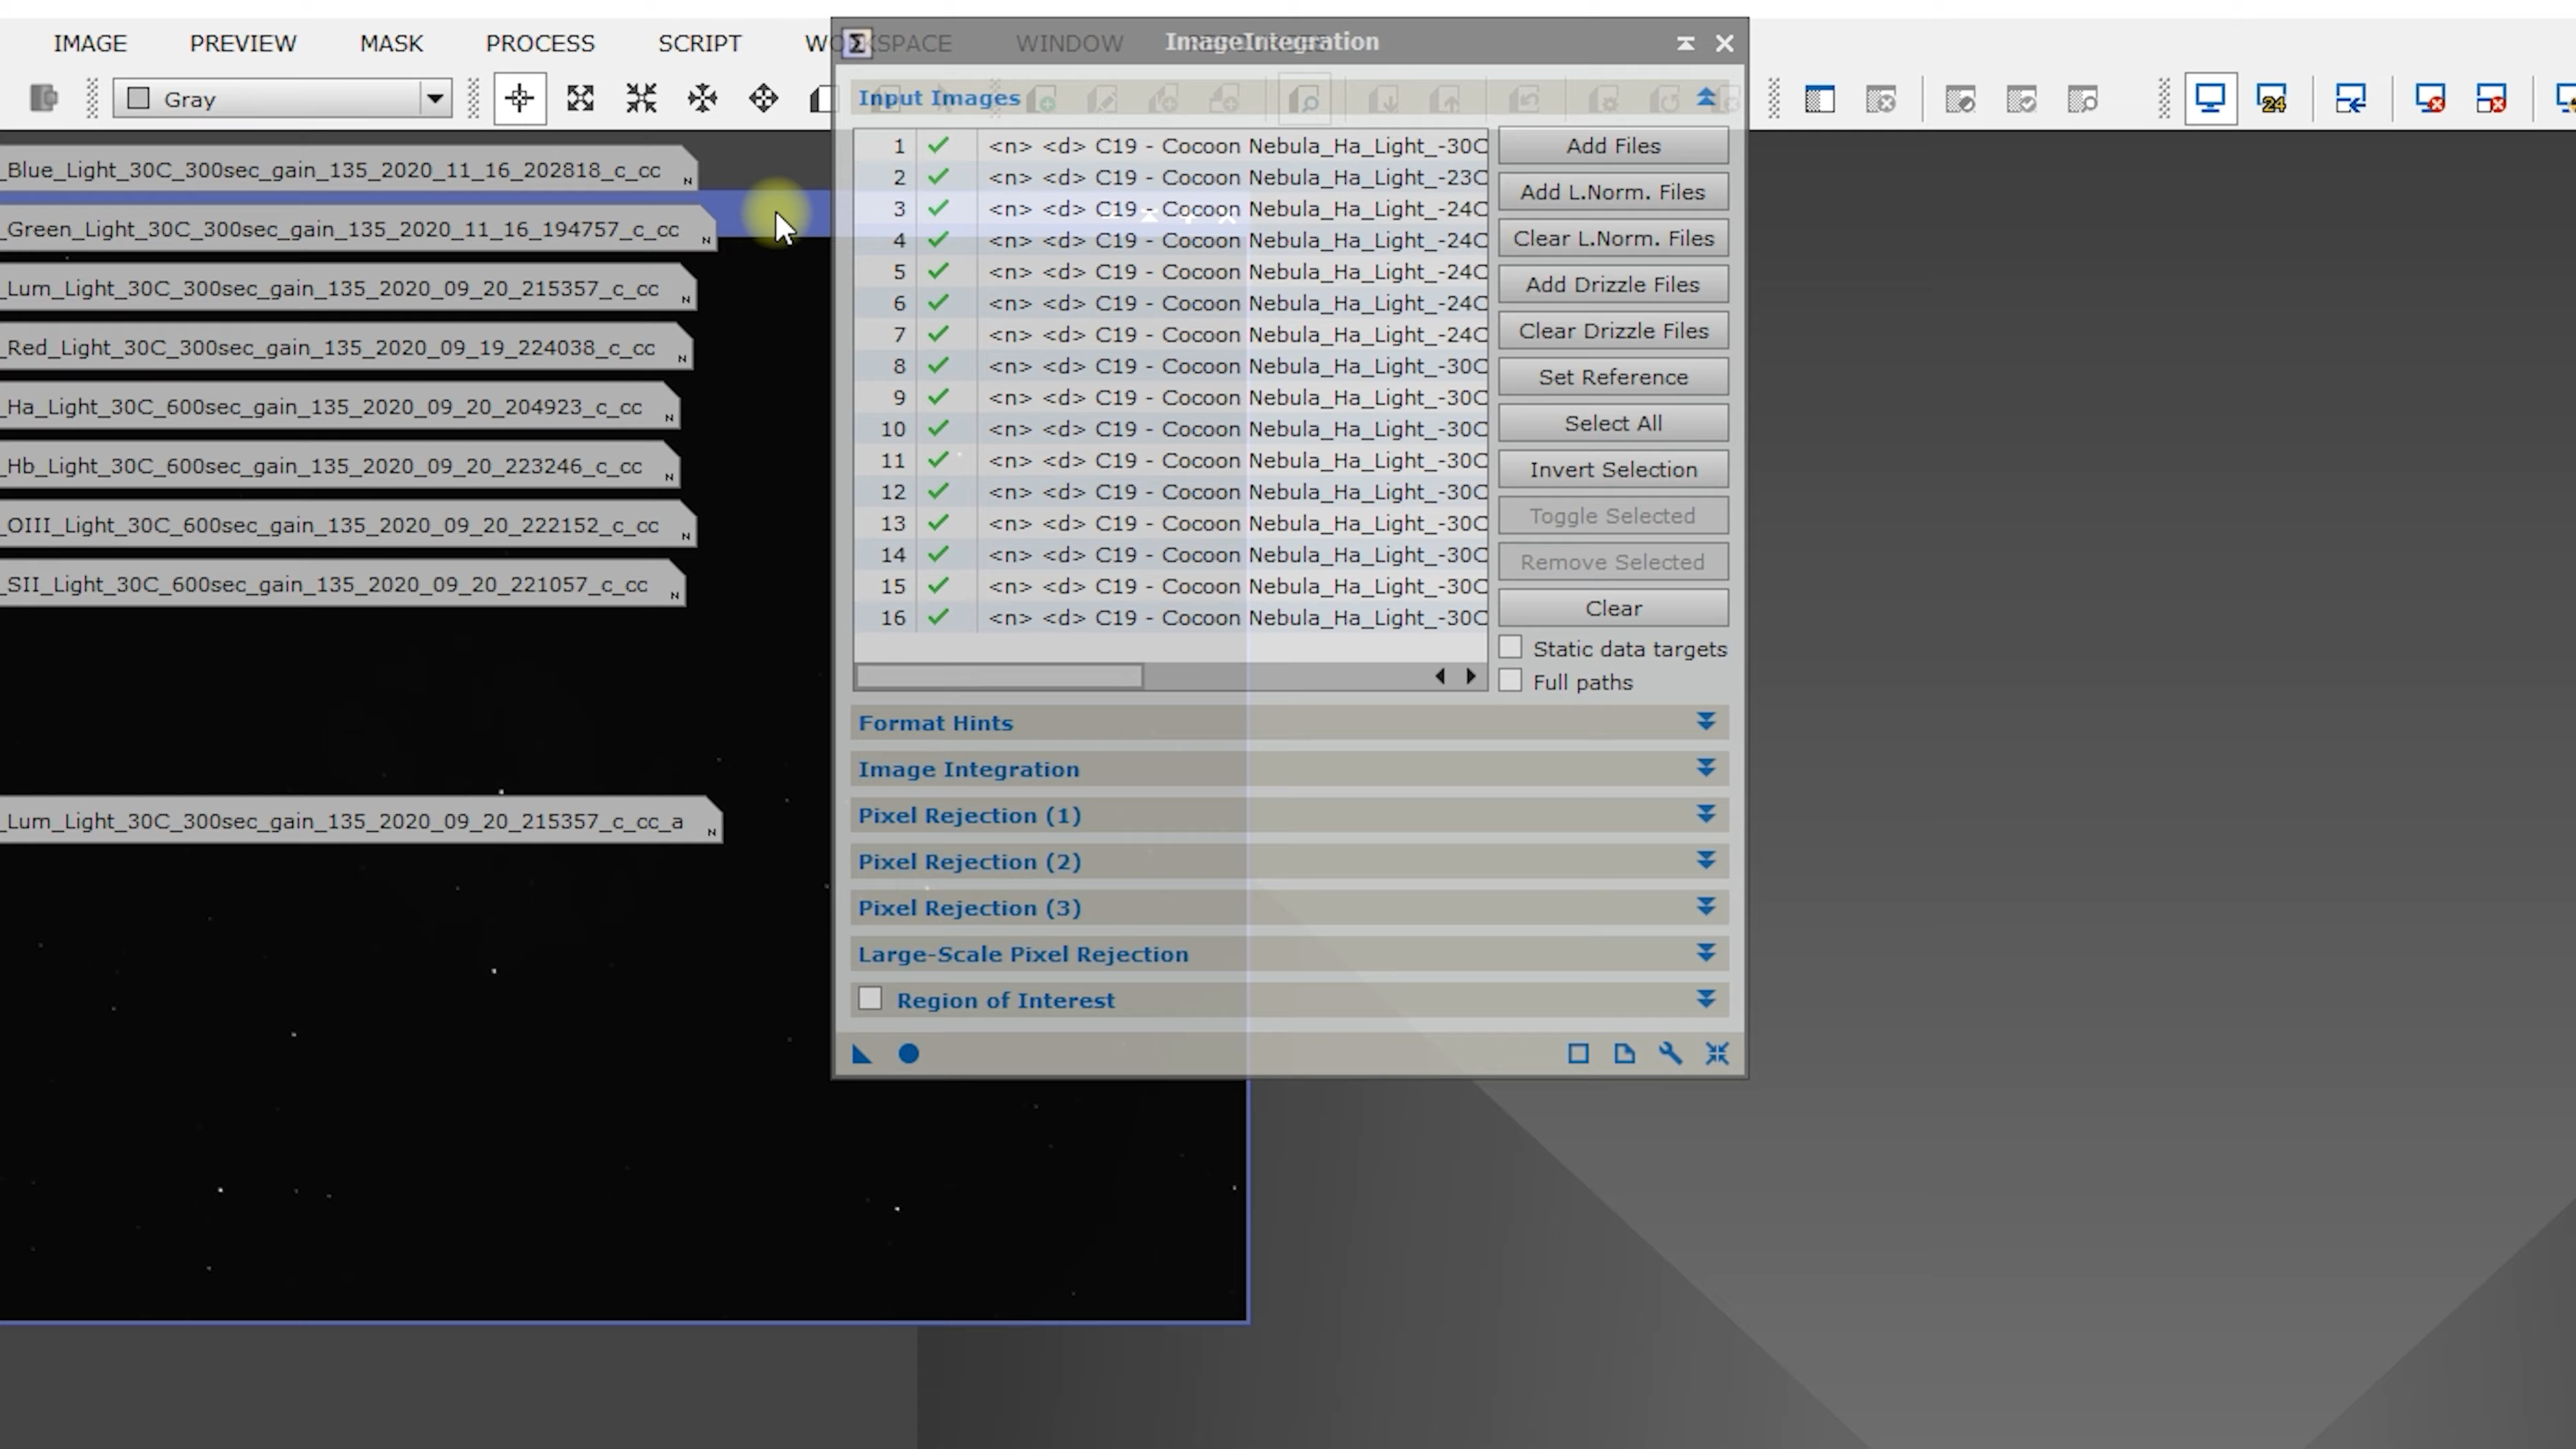 IMAGE PREVIEW MASK PROCESS SCRIPT WORKSPACE WINDOW
ImageIntegration
Gray
24
Input Images
_Blue_Light_30C_300sec_gain_135_2020_11_16_202818_c_cc
N
_Green_Light_30C_300sec_gain_135_2020_11_16_194757_c_cc
N
_Lum_Light_30C_300sec_gain_135_2020_09_20_215357_c_cc
N
_Red_Light_30C_300sec_gain_135_2020_09_19_224038_c_cc
N
_Ha_Light_30C_600sec_gain_135_2020_09_20_204923_c_cc
N
_Hb_Light_30C_600sec_gain_135_2020_09_20_223246_c_cc
N
_OIII_Light_30C_600sec_gain_135_2020_09_20_222152_c_cc
N
_SII_Light_30C_600sec_gain_135_2020_09_20_221057_c_cc
N
_Lum_Light_30C_300sec_gain_135_2020_09_20_215357_c_cc_a
N
1 <n> <d> C19 - Cocoon Nebula_Ha_Light_-30C
2 <n> <d> C19 - Cocoon Nebula_Ha_Light_-23C
3 <n> <d> C19 - Cocoon Nebula_Ha_Light_-24C
4 <n> <d> C19 - Cocoon Nebula_Ha_Light_-24C
5 <n> <d> C19 - Cocoon Nebula_Ha_Light_-24C
6 <n> <d> C19 - Cocoon Nebula_Ha_Light_-24C
7 <n> <d> C19 - Cocoon Nebula_Ha_Light_-24C
8 <n> <d> C19 - Cocoon Nebula_Ha_Light_-30C
9 <n> <d> C19 - Cocoon Nebula_Ha_Light_-30C
10 <n> <d> C19 - Cocoon Nebula_Ha_Light_-30C
11 <n> <d> C19 - Cocoon Nebula_Ha_Light_-30C
12 <n> <d> C19 - Cocoon Nebula_Ha_Light_-30C
13 <n> <d> C19 - Cocoon Nebula_Ha_Light_-30C
14 <n> <d> C19 - Cocoon Nebula_Ha_Light_-30C
15 <n> <d> C19 - Cocoon Nebula_Ha_Light_-30C
16 <n> <d> C19 - Cocoon Nebula_Ha_Light_-30C
Add Files
Add L.Norm. Files
Clear L.Norm. Files
Add Drizzle Files
Clear Drizzle Files
Set Reference
Select All
Invert Selection
Toggle Selected
Remove Selected
Clear
Static data targets
Full paths
Format Hints
Image Integration
Pixel Rejection (1)
Pixel Rejection (2)
Pixel Rejection (3)
Large-Scale Pixel Rejection
Region of Interest